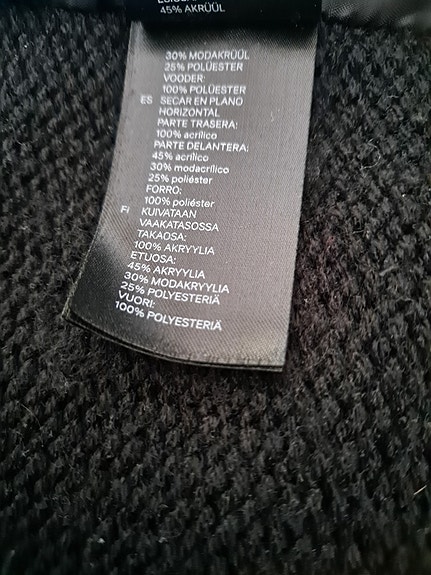 45% AKRÜÜL
30% MODAKRÜÜL
25% POLÜESTER
VOODER:
100% POLÜESTER
ES SECAR EN PLANO
HORIZONTAL
PARTE TRASERA:
100% acrílico
PARTE DELANTERA:
45% acrílico
30% modacrílico
25% poliéster
FORRO:
100% poliéster
FI KUIVATAAN
VAAKATASOSSA
TAKAOSA:
100% AKRYYLIA
ETUOSA:
45% AKRYYLIA
30% MODAKRYYLIA
25% POLYESTERIÄ
VUORI:
100% POLYESTERIÄ